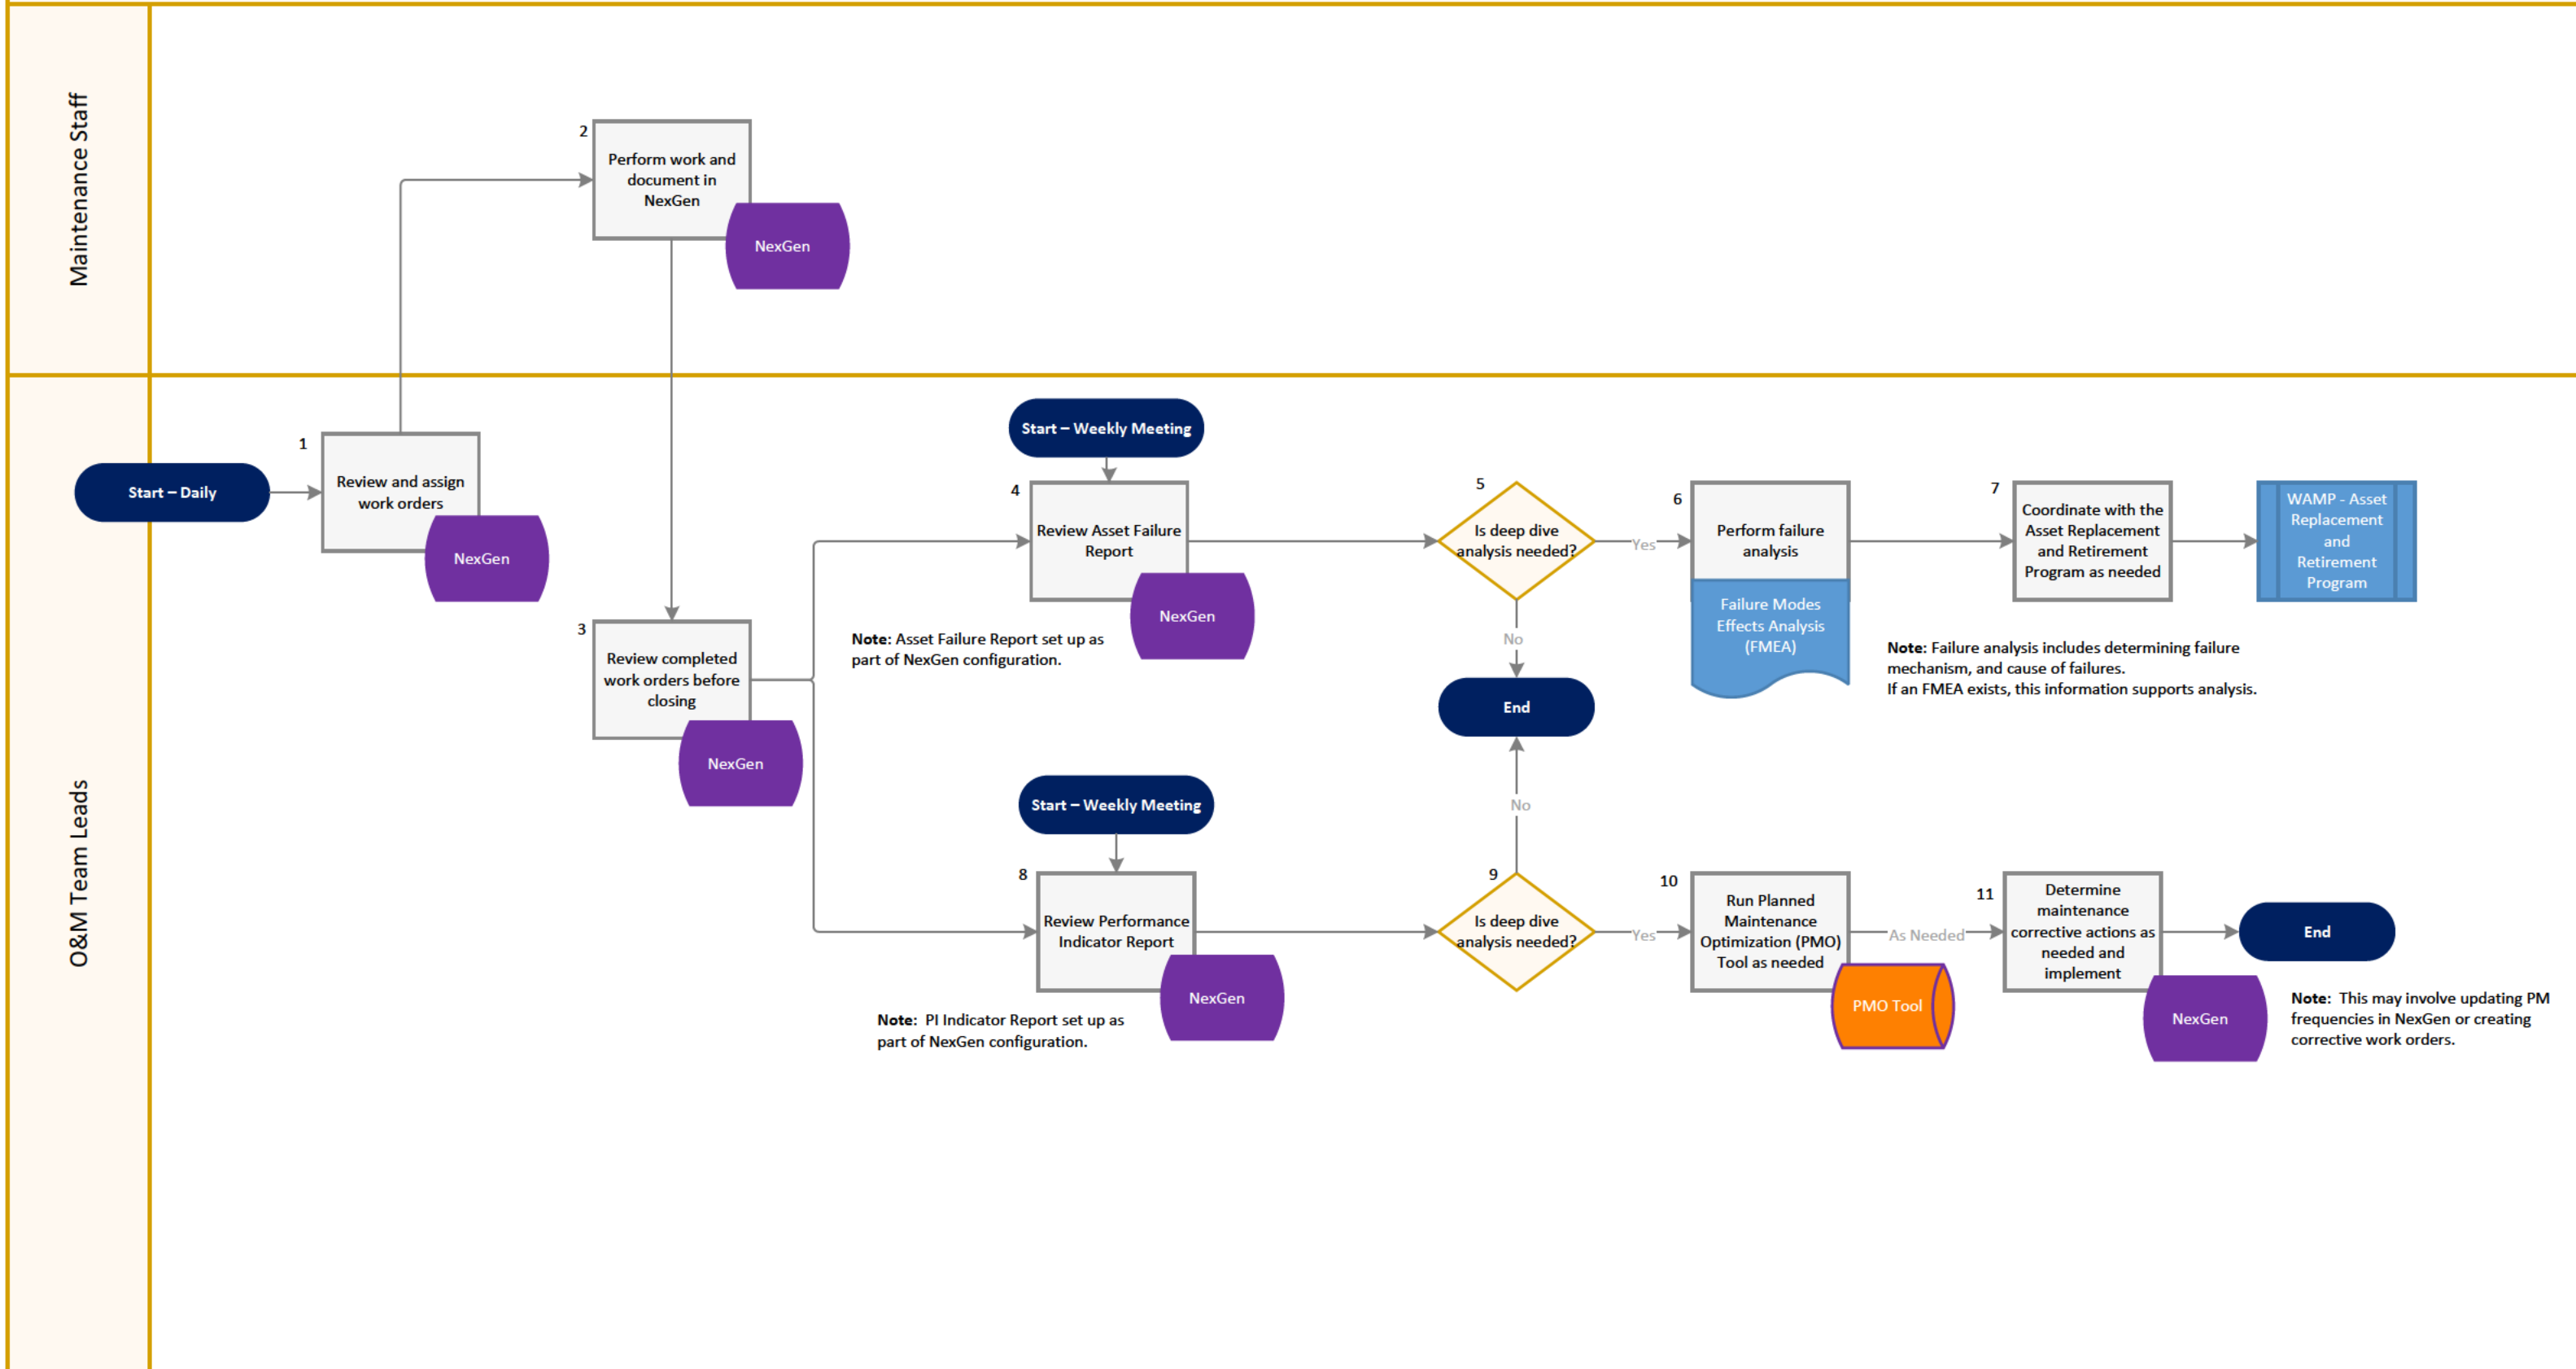 Maintenance Staff
2
Perform work and
document in
NexGen
NexGen
O&M Team Leads
Start – Daily
1
Review and assign
work orders
NexGen
3
Review completed
work orders before
closing
NexGen
Start – Weekly Meeting
4
Review Asset Failure
Report
NexGen
Note: Asset Failure Report set up as
part of NexGen configuration.
5
Is deep dive
analysis needed?
Yes
No
End
6
Perform failure
analysis
Failure Modes
Effects Analysis
(FMEA)
7
Coordinate with the
Asset Replacement
and Retirement
Program as needed
WAMP - Asset
Replacement
and
Retirement
Program
Note: Failure analysis includes determining failure
mechanism, and cause of failures.
If an FMEA exists, this information supports analysis.
Start – Weekly Meeting
8
Review Performance
Indicator Report
NexGen
Note: PI Indicator Report set up as
part of NexGen configuration.
No
9
Is deep dive
analysis needed?
Yes
10
Run Planned
Maintenance
Optimization (PMO)
Tool as needed
PMO Tool
As Needed
11
Determine
maintenance
corrective actions as
needed and
implement
NexGen
End
Note: This may involve updating PM
frequencies in NexGen or creating
corrective work orders.